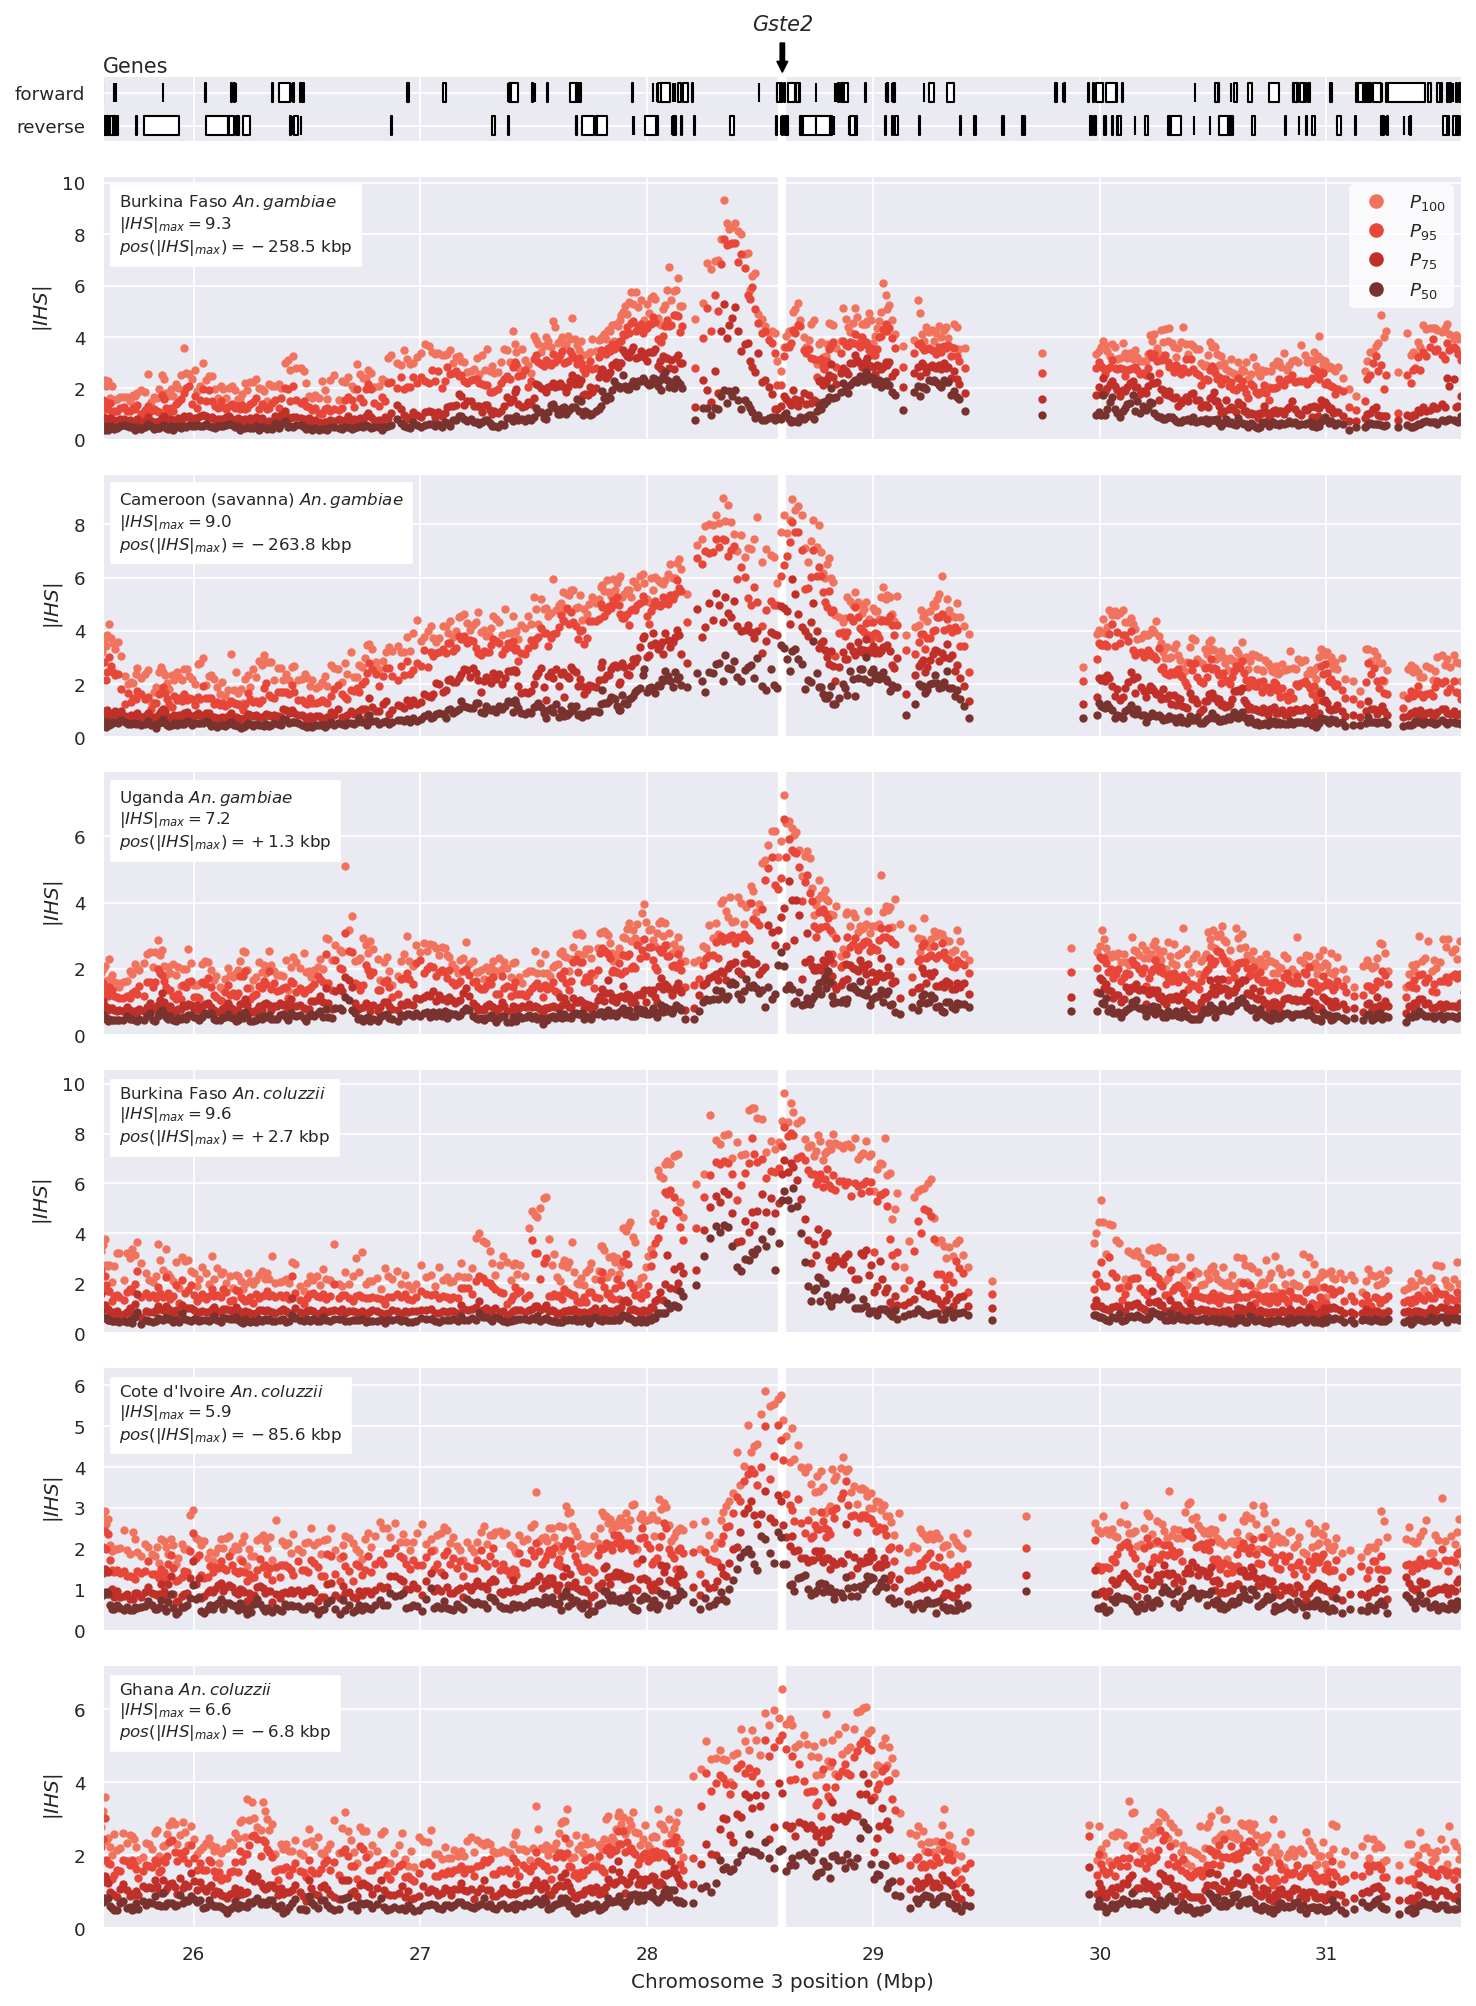 Gste2
Genes
forward
reverse
10
8
6
4
2
0
|IHS|
Burkina Faso An. gambiae
|IHS|max = 9.3
pos(|IHS|max) = −258.5 kbp
P100
P95
P75
P50
8
6
4
2
0
|IHS|
Cameroon (savanna) An. gambiae
|IHS|max = 9.0
pos(|IHS|max) = −263.8 kbp
6
4
2
0
|IHS|
Uganda An. gambiae
|IHS|max = 7.2
pos(|IHS|max) = +1.3 kbp
10
8
6
4
2
0
|IHS|
Burkina Faso An. coluzzii
|IHS|max = 9.6
pos(|IHS|max) = +2.7 kbp
6
5
4
3
2
1
0
|IHS|
Cote d'Ivoire An. coluzzii
|IHS|max = 5.9
pos(|IHS|max) = −85.6 kbp
6
4
2
0
|IHS|
Ghana An. coluzzii
|IHS|max = 6.6
pos(|IHS|max) = −6.8 kbp
26 27 28 29 30 31
Chromosome 3 position (Mbp)